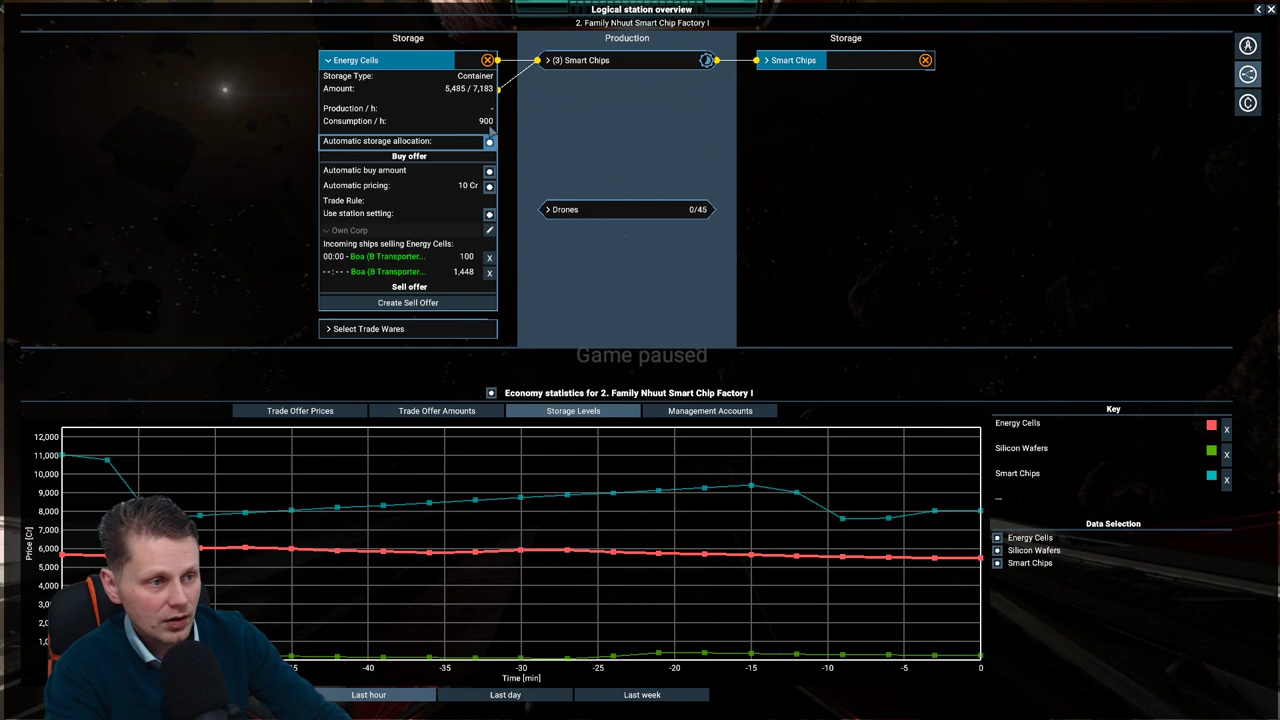 Logical station overview
2. Family Nhuut Smart Chip Factory I
Storage
Production
Storage
Energy Cells
(3) Smart Chips
Smart Chips
Storage Type: Container
Amount: 5,485 / 7,183
Production / h: -
Consumption / h: 900
Automatic storage allocation:
Buy offer
Automatic buy amount
Automatic pricing: 10 Cr
Trade Rule:
Use station setting:
Own Corp
Incoming ships selling Energy Cells:
00:00 - Boa (B Transporter... 100 X
--:-- - Boa (B Transporter... 1,448 X
Sell offer
Create Sell Offer
Select Trade Wares
Drones 0/45
Game paused
Economy statistics for 2. Family Nhuut Smart Chip Factory I
Trade Offer Prices
Trade Offer Amounts
Storage Levels
Management Accounts
Key
Energy Cells X
Silicon Wafers X
Smart Chips X
--
Data Selection
Energy Cells
Silicon Wafers
Smart Chips
12,000
11,000
10,000
9,000
8,000
7,000
6,000
5,000
4,000
Price [Cr]
-40
-35
-30
-25
-20
-15
-10
-5
0
Time [min]
Last hour
Last day
Last week